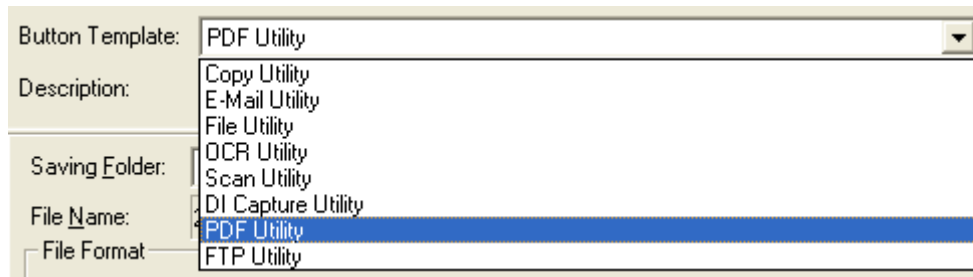 Button Template: PDF Utility
Copy Utility
Description: E-Mail Utility
File Utility
OCR Utility
Saving Folder:
Scan Utility
DI Capture Utility
File Name:
PDF Utility
File Format FTP Utility